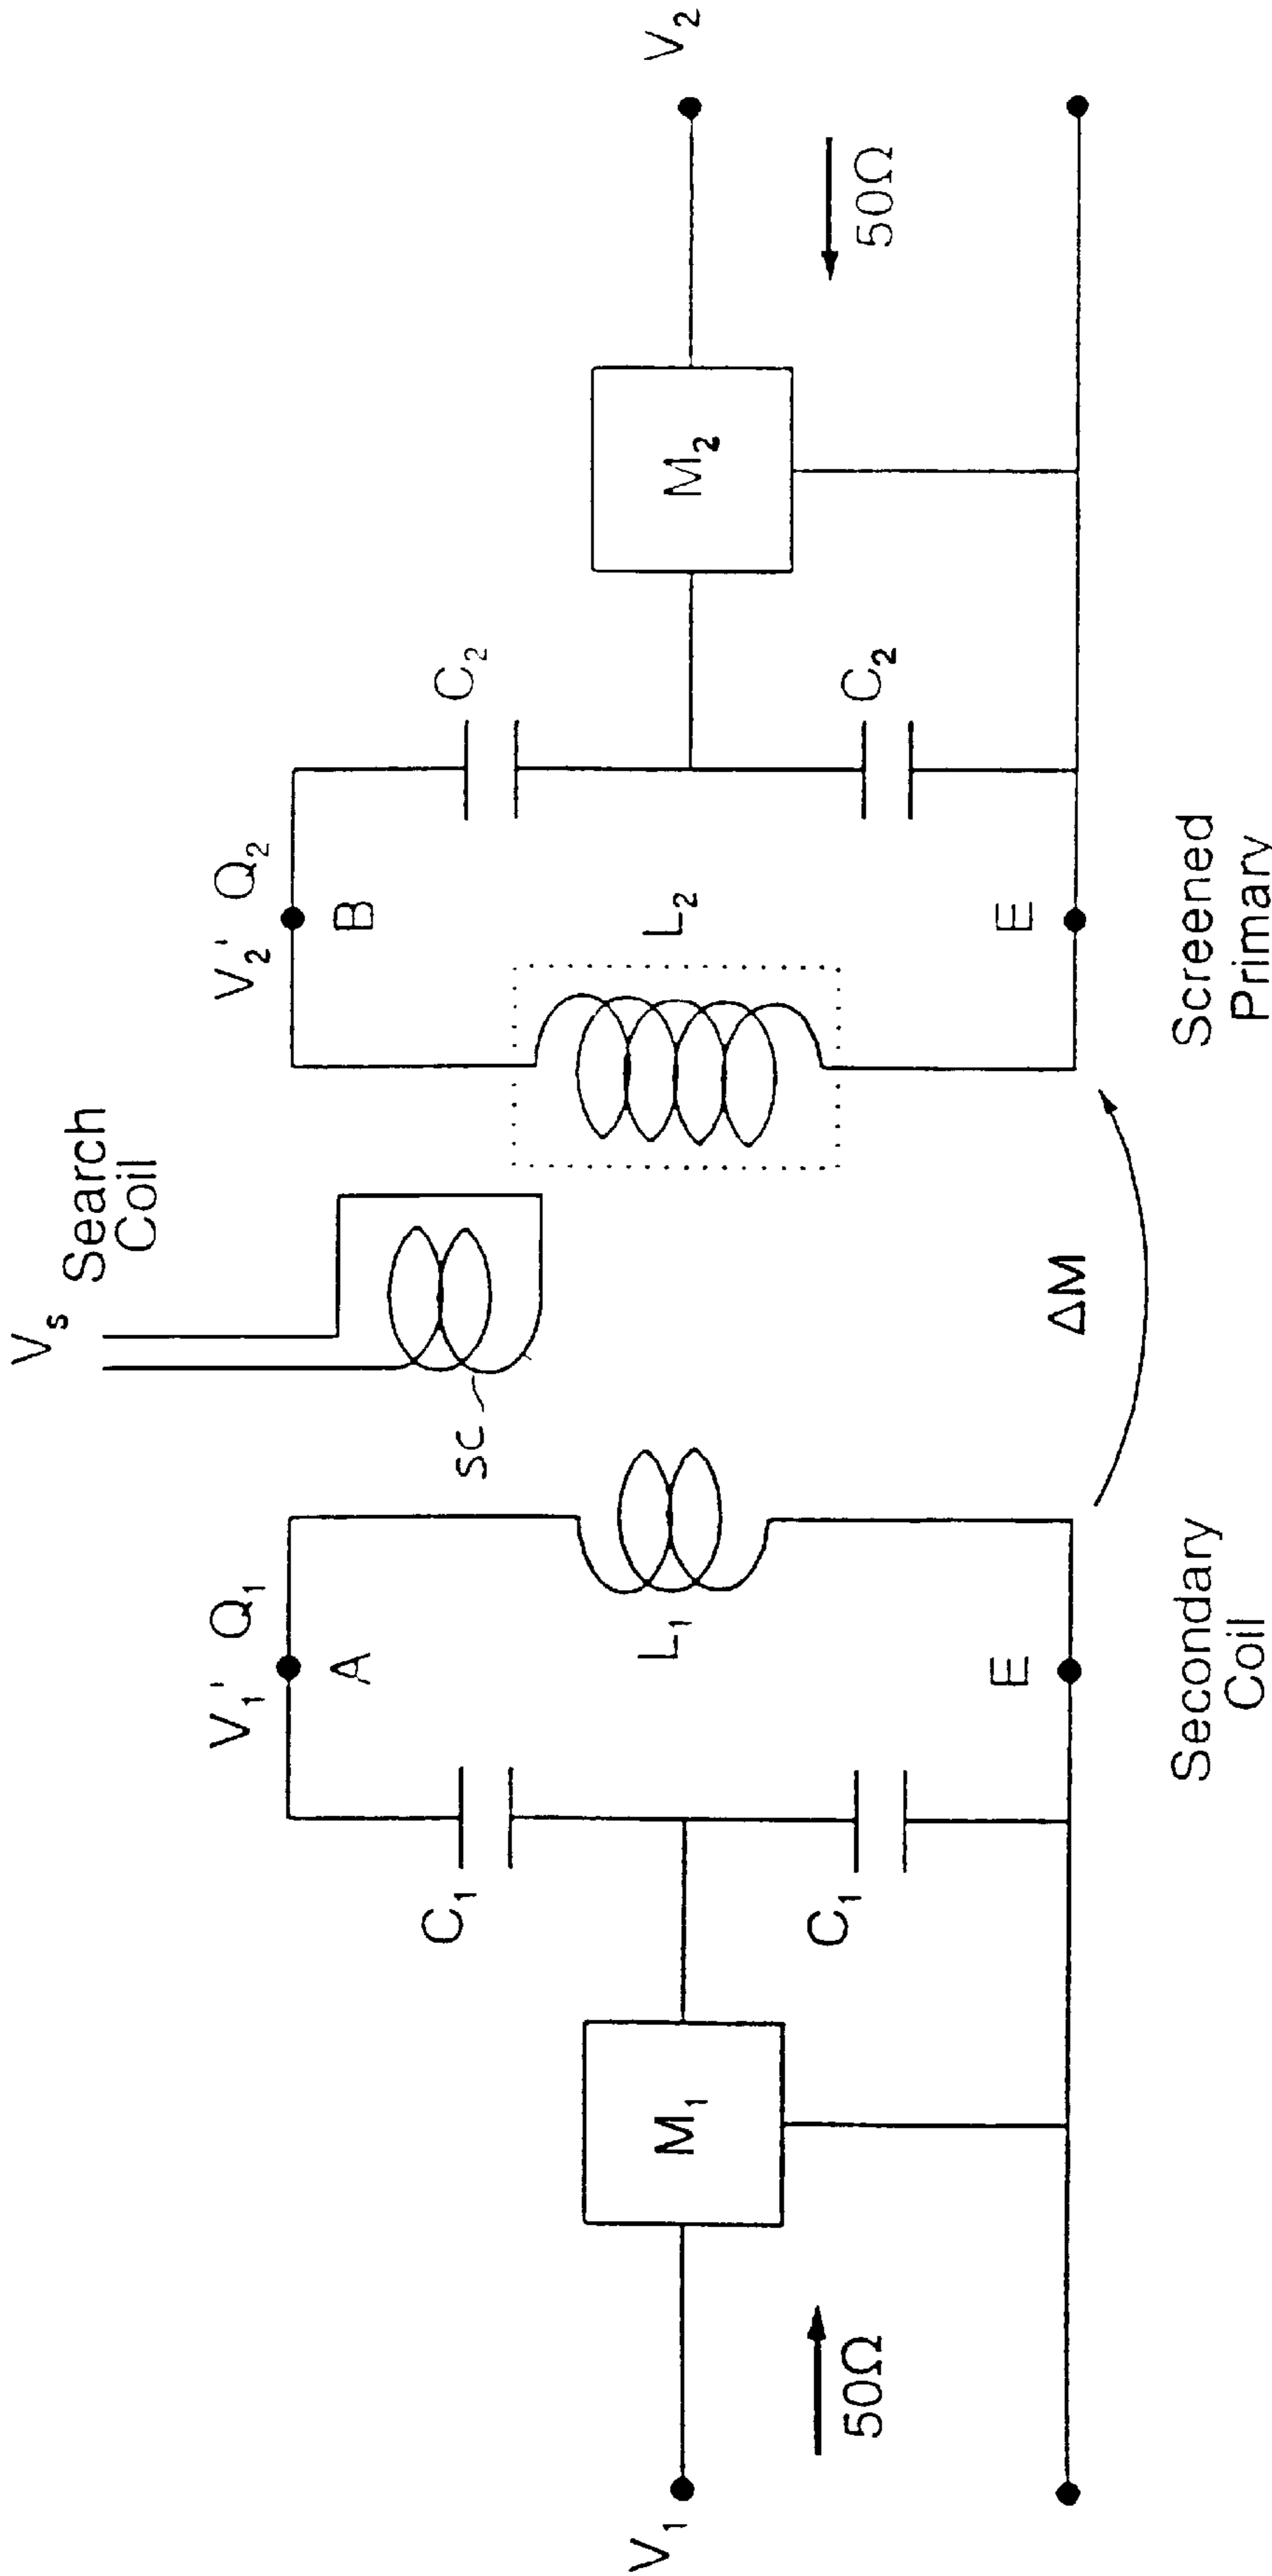 V₂
50Ω
M₂
C₂
C₂
V₂' Q₂
B
L₂
E
Screened
Primary
Search
Coil
Vₛ
SC
ΔM
V₁' Q₁
A
L₁
E
Secondary
Coil
C₁
C₁
M₁
50Ω
V₁